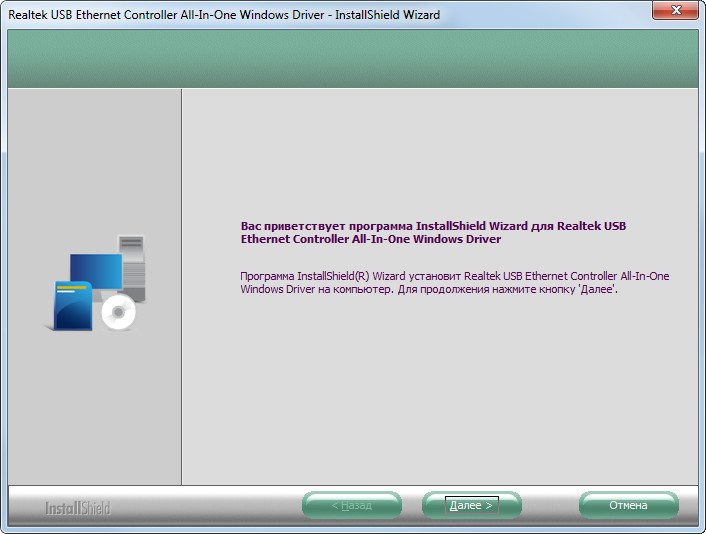 Realtek USB Ethernet Controller All-In-One Windows Driver - InstallShield Wizard
Вас приветствует программа InstallShield Wizard для Realtek USB
Ethernet Controller All-In-One Windows Driver
Программа InstallShield(R) Wizard установит Realtek USB Ethernet Controller All-In-One
Windows Driver на компьютер. Для продолжения нажмите кнопку 'Далее'.
InstallShield
< Назад
Далее >
Отмена